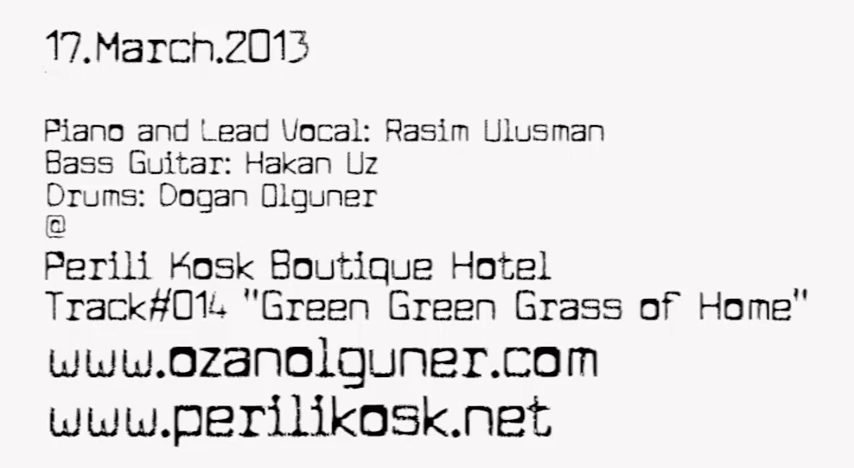 17.March.2013
Piano and Lead Vocal: Rasim Ulusman
Bass Guitar: Hakan Uz
Drums: Dogan Olguner
@
Perili Kosk Boutique Hotel
Track#014 "Green Green Grass of Home"
www.ozanolguner.com
www.perilikosk.net